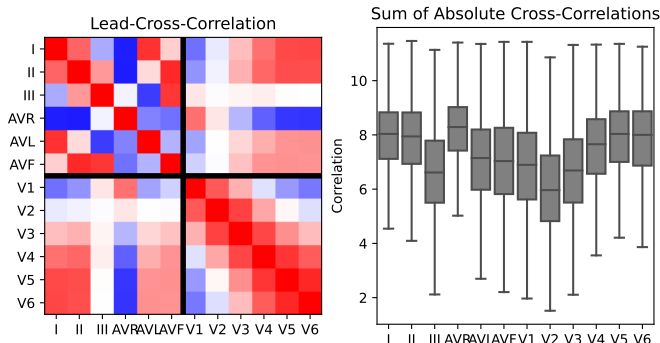 Lead-Cross-Correlation
I
II
III
AVR
AVL
AVF
V1
V2
V3
V4
V5
V6
I II III AVR AVL AVF V1 V2 V3 V4 V5 V6
Sum of Absolute Cross-Correlations
Correlation
10
8
6
4
2
I II III AVR AVL AVF V1 V2 V3 V4 V5 V6